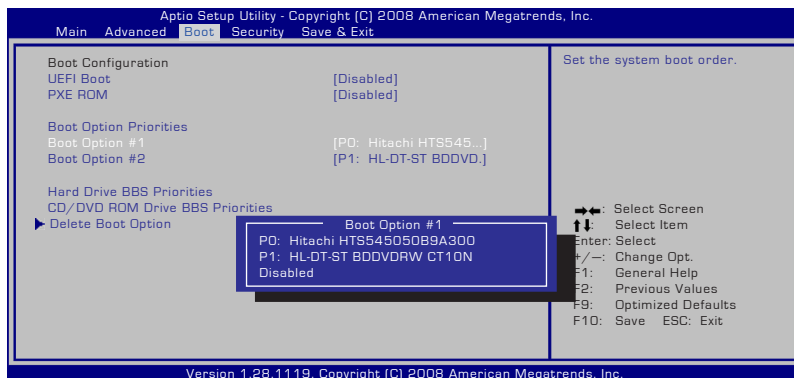 Aptio Setup Utility - Copyright (C) 2008 American Megatrends, Inc.
Main Advanced Boot Security Save & Exit
Boot Configuration
UEFI Boot [Disabled]
PXE ROM [Disabled]
Boot Option Priorities
Boot Option #1 [P0: Hitachi HTS545...]
Boot Option #2 [P1: HL-DT-ST BDDVD.]
Hard Drive BBS Priorities
CD/DVD ROM Drive BBS Priorities
Delete Boot Option
Boot Option #1
P0: Hitachi HTS545050B9A300
P1: HL-DT-ST BDDVDRW CT10N
Disabled
Set the system boot order.
→←: Select Screen
↑↓: Select Item
Enter: Select
+/—: Change Opt.
F1: General Help
F2: Previous Values
F9: Optimized Defaults
F10: Save ESC: Exit
Version 1.28.1119. Copyright (C) 2008 American Megatrends, Inc.